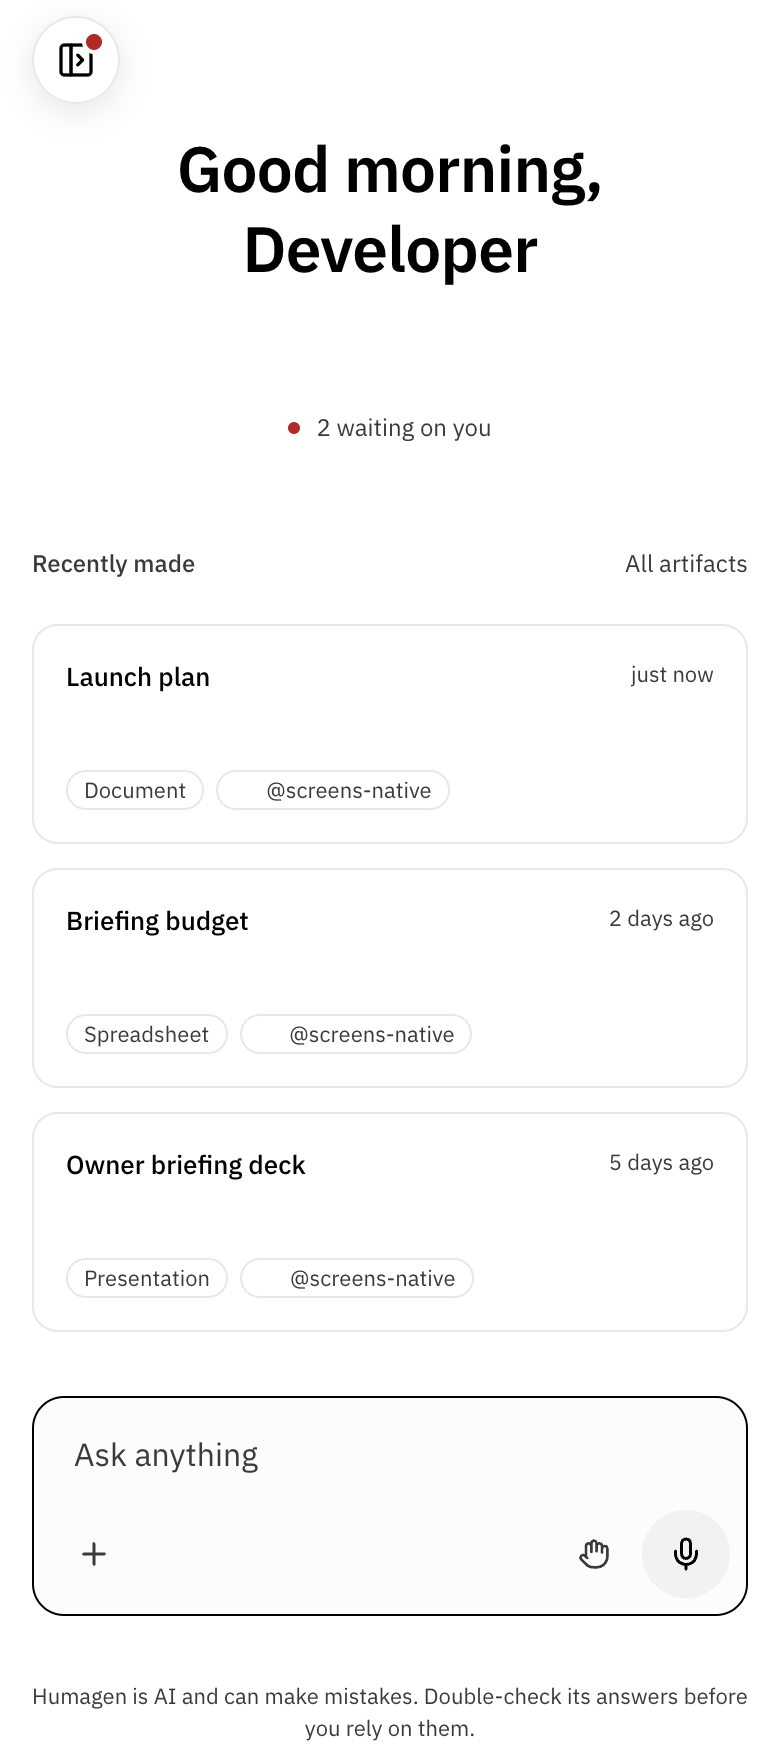 Good morning,
Developer
2 waiting on you
Recently made
All artifacts
Launch plan
just now
Document
@screens-native
Briefing budget
2 days ago
Spreadsheet
@screens-native
Owner briefing deck
5 days ago
Presentation
@screens-native
Ask anything
Humagen is AI and can make mistakes. Double-check its answers before
you rely on them.